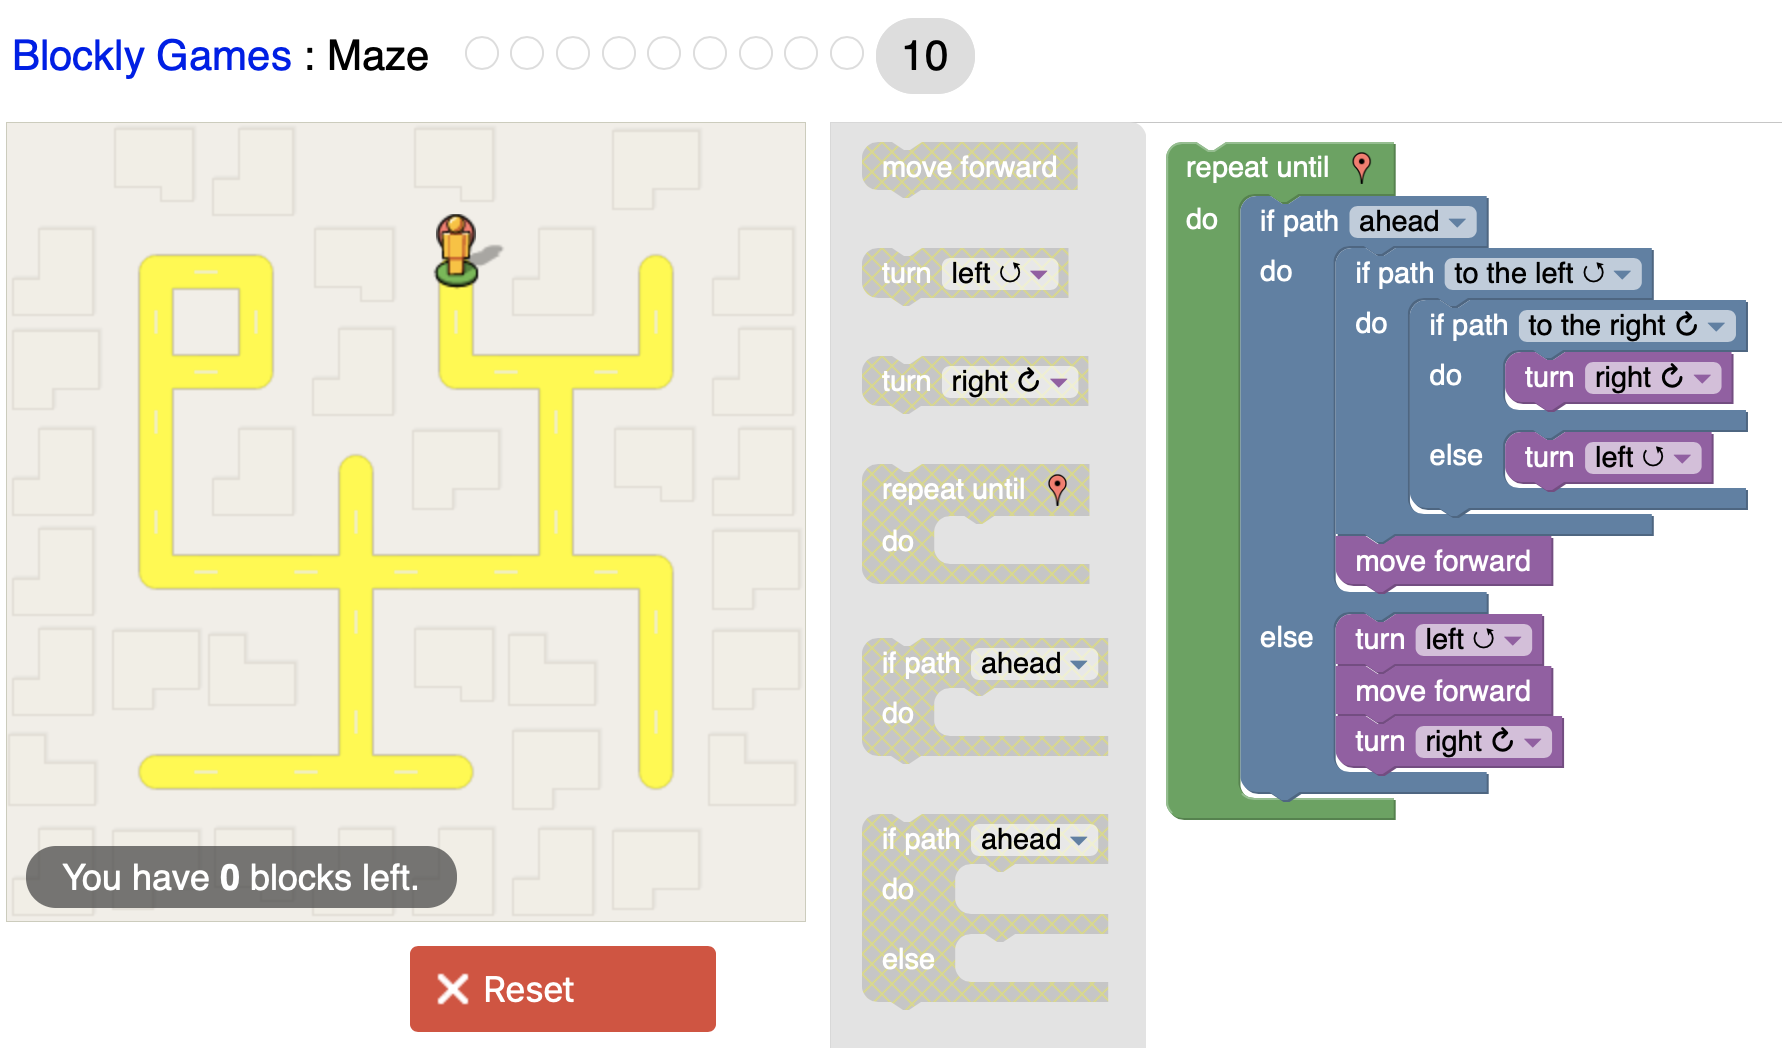 Blockly Games : Maze 10
move forward
turn left ↺
turn right ↻
repeat until
do
if path ahead
do
if path ahead
do
else
repeat until
do if path ahead
do if path to the left ↺
do if path to the right ↻
do turn right ↻
else turn left ↺
move forward
else turn left ↺
move forward
turn right ↻
You have 0 blocks left.
Reset